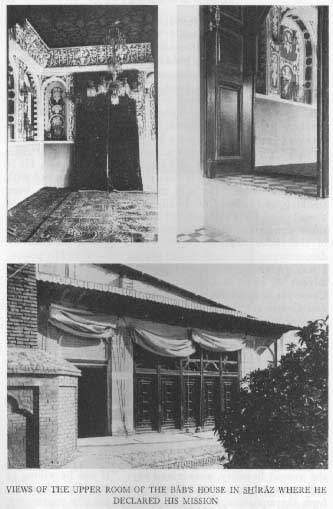 VIEWS OF THE UPPER ROOM OF THE BÁB'S HOUSE IN SHÍRÁZ WHERE HE
DECLARED HIS MISSION